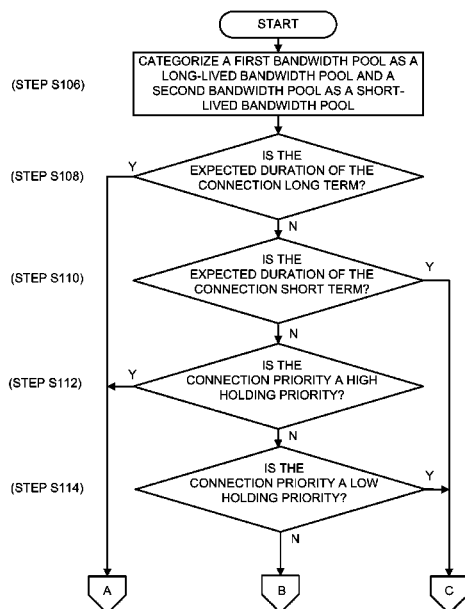 START
(STEP S106)
CATEGORIZE A FIRST BANDWIDTH POOL AS A
LONG-LIVED BANDWIDTH POOL AND A
SECOND BANDWIDTH POOL AS A SHORT-
LIVED BANDWIDTH POOL
(STEP S108)
Y
IS THE
EXPECTED DURATION OF THE
CONNECTION LONG TERM?
N
(STEP S110)
IS THE
EXPECTED DURATION OF THE
CONNECTION SHORT TERM?
Y
N
(STEP S112)
Y
IS THE
CONNECTION PRIORITY A HIGH
HOLDING PRIORITY?
N
(STEP S114)
IS THE
CONNECTION PRIORITY A LOW
HOLDING PRIORITY?
Y
N
A
B
C